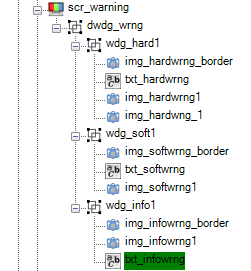 scr_warning
dwdg_wrng
wdg_hard1
img_hardwrng_border
txt_hardwrng
img_hardwrng1
img_hardwng_1
wdg_soft1
img_softwrng_border
txt_softwrng
img_softwrng1
wdg_info1
img_infowrng_border
img_infowrng1
txt_infowrng